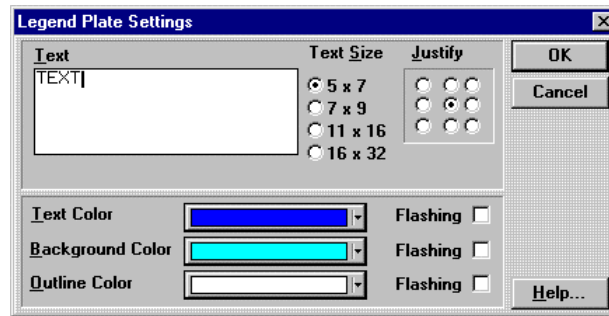 Legend Plate Settings
Text
TEXT
Text Size
5 x 7
7 x 9
11 x 16
16 x 32
Justify
OK
Cancel
Text Color
Flashing
Background Color
Flashing
Outline Color
Flashing
Help...